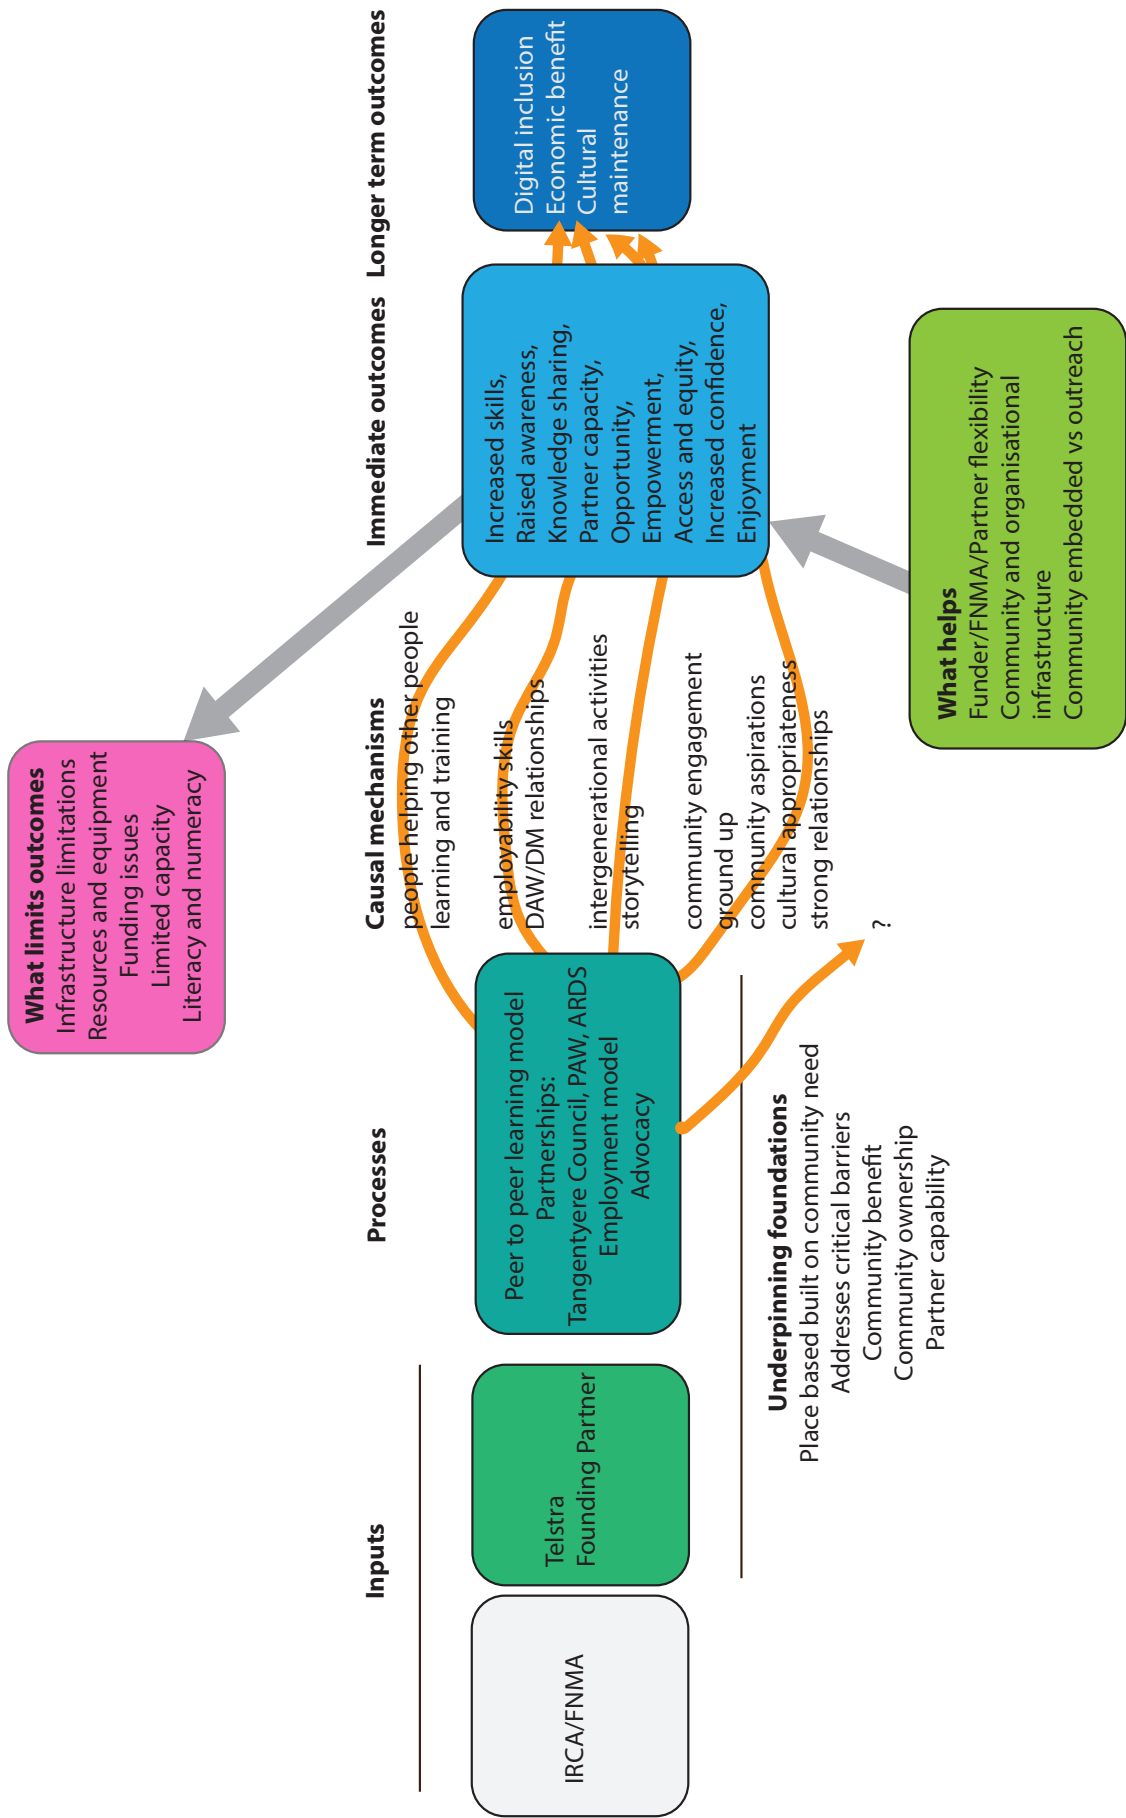 What limits outcomes
Infrastructure limitations
Resources and equipment
Funding issues
Limited capacity
Literacy and numeracy
Inputs
Processes
Causal mechanisms
Immediate outcomes
Longer term outcomes
IRCA/FNMA
Telstra
Founding Partner
Peer to peer learning model
Partnerships:
Tangentyere Council, PAW, ARDS
Employment model
Advocacy
people helping other people
learning and training
employability skills
DAW/DM relationships
intergenerational activities
storytelling
community engagement
ground up
community aspirations
cultural appropriateness
strong relationships
?
Increased skills,
Raised awareness,
Knowledge sharing,
Partner capacity,
Opportunity,
Empowerment,
Access and equity,
Increased confidence,
Enjoyment
Digital inclusion
Economic benefit
Cultural
maintenance
Underpinning foundations
Place based built on community need
Addresses critical barriers
Community benefit
Community ownership
Partner capability
What helps
Funder/FNMA/Partner flexibility
Community and organisational
infrastructure
Community embedded vs outreach